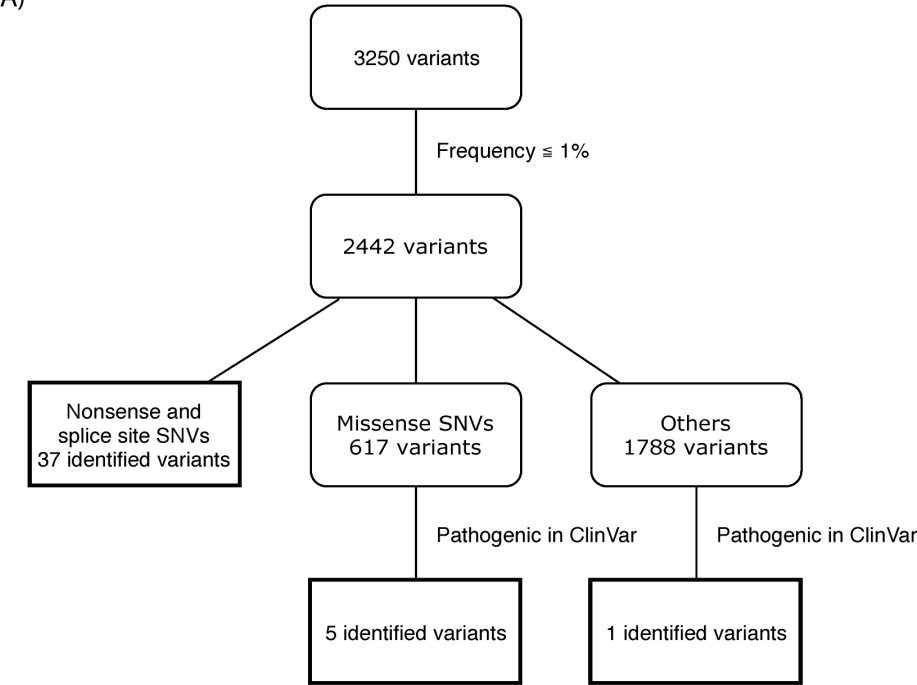 A)
3250 variants
Frequency ≦ 1%
2442 variants
Nonsense and
splice site SNVs
37 identified variants
Missense SNVs
617 variants
Others
1788 variants
Pathogenic in ClinVar
Pathogenic in ClinVar
5 identified variants
1 identified variants